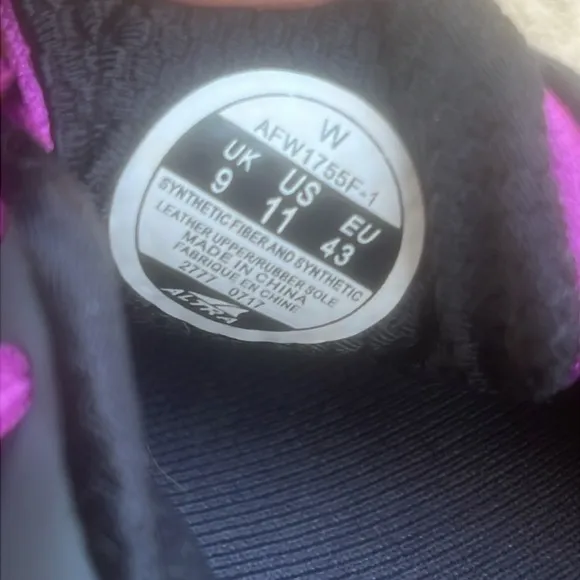 W
AFW1755F-1
UK US EU
9 11 43
SYNTHETIC FIBER AND SYNTHETIC
LEATHER UPPER/RUBBER SOLE
MADE IN CHINA
FABRIQUE EN CHINE
2777 0717
ALTRA